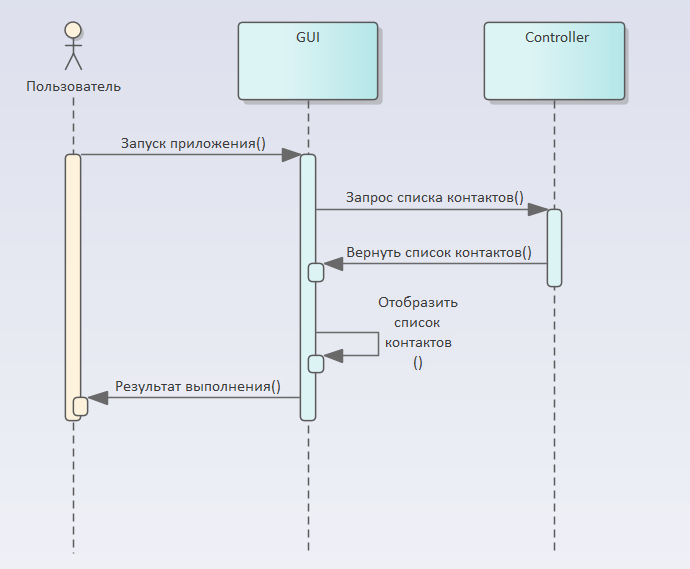 GUI
Controller
Пользователь
Запуск приложения()
Запрос списка контактов()
Вернуть список контактов()
Отобразить
список
контактов
()
Результат выполнения()